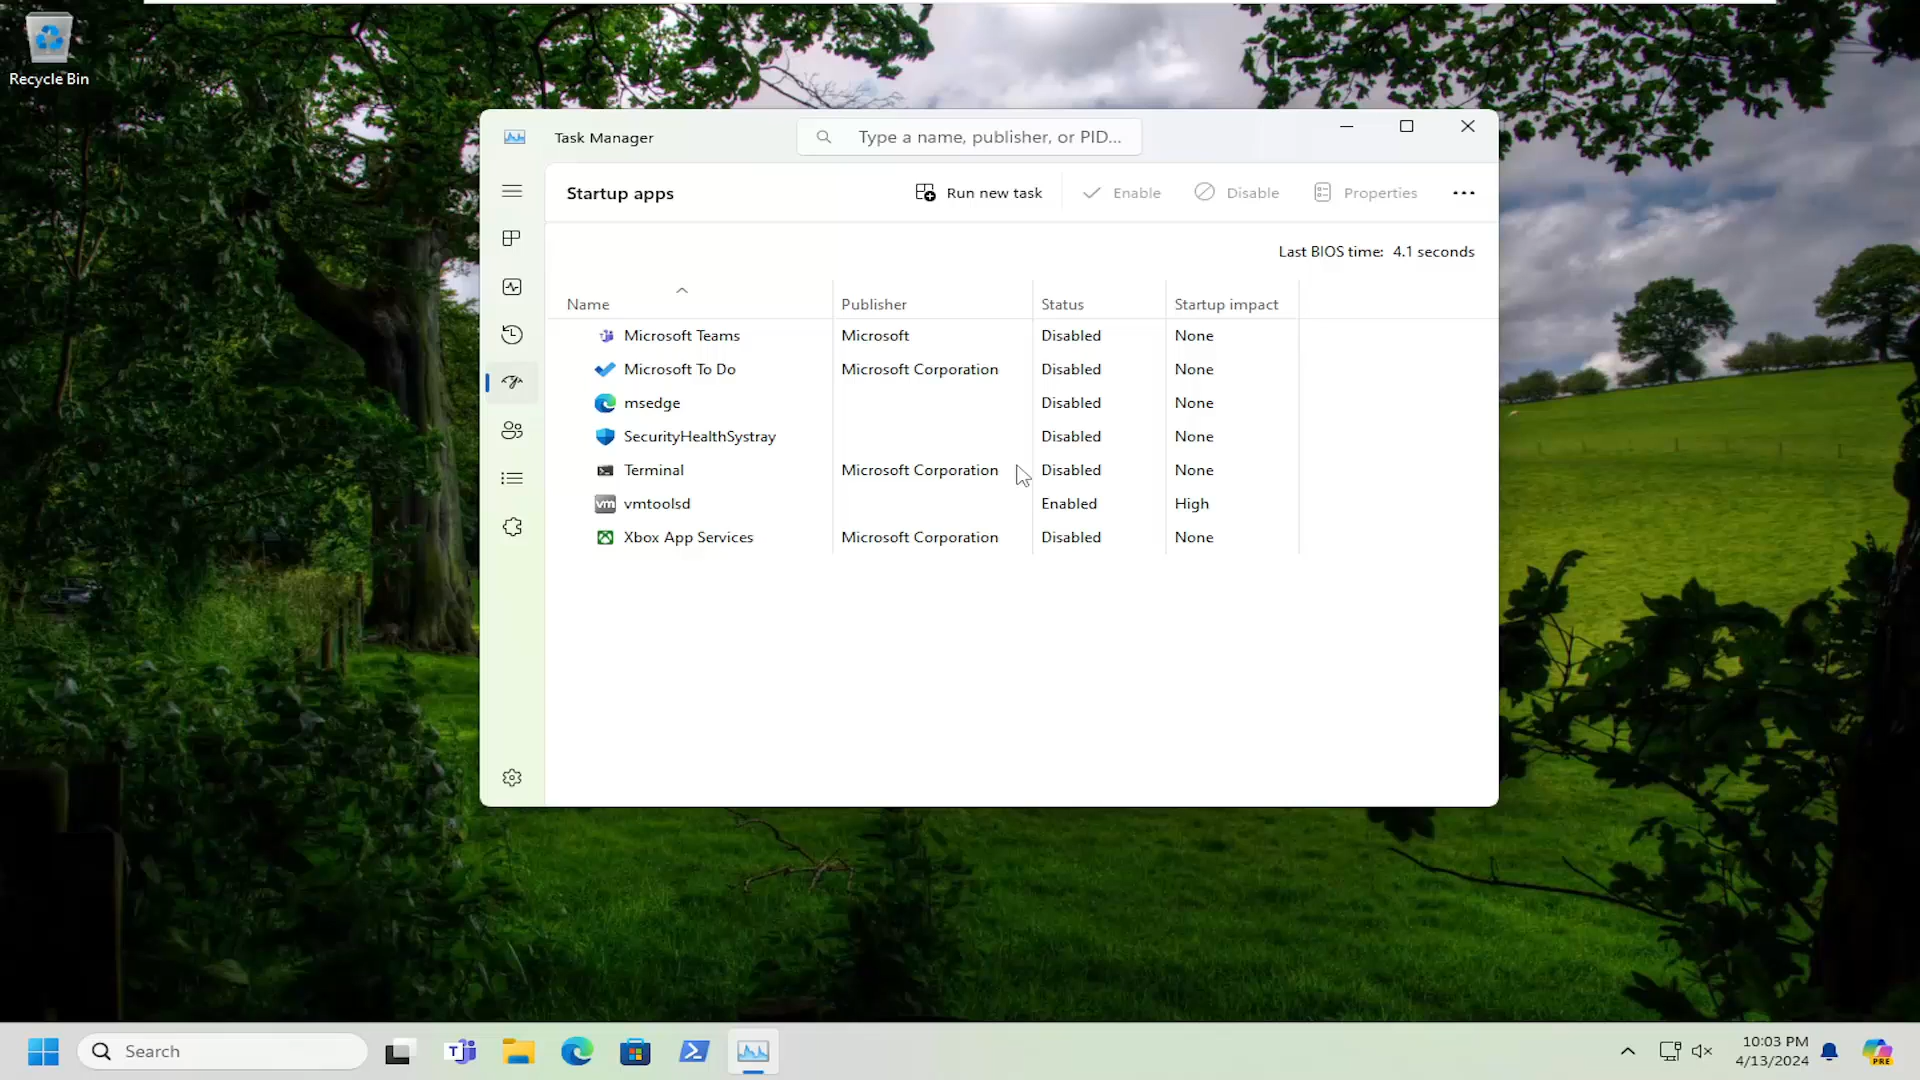 Recycle Bin
Task Manager
Type a name, publisher, or PID...
Startup apps
Run new task
Enable
Disable
Properties
Last BIOS time: 4.1 seconds
Name Publisher Status Startup impact
Microsoft Teams Microsoft Disabled None
Microsoft To Do Microsoft Corporation Disabled None
msedge Disabled None
SecurityHealthSystray Disabled None
Terminal Microsoft Corporation Disabled None
vm vmtoolsd Enabled High
Xbox App Services Microsoft Corporation Disabled None
Search
T
10:03 PM
4/13/2024
PRE